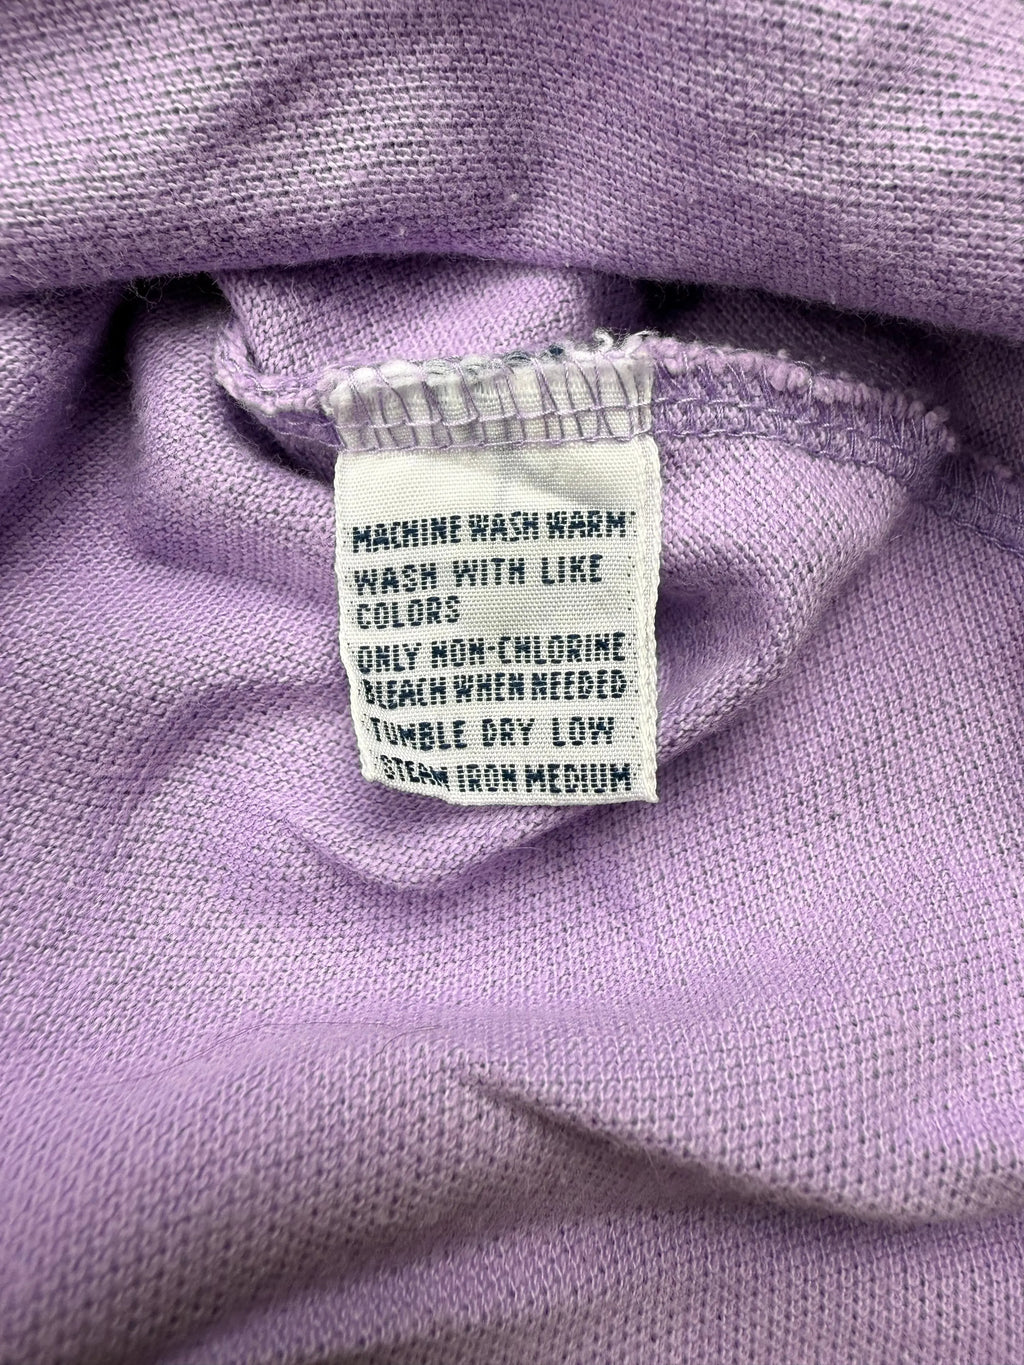 MACHINE WASH WARM
WASH WITH LIKE
COLORS
ONLY NON-CHLORINE
BLEACH WHEN NEEDED
TUMBLE DRY LOW
STEAM IRON MEDIUM